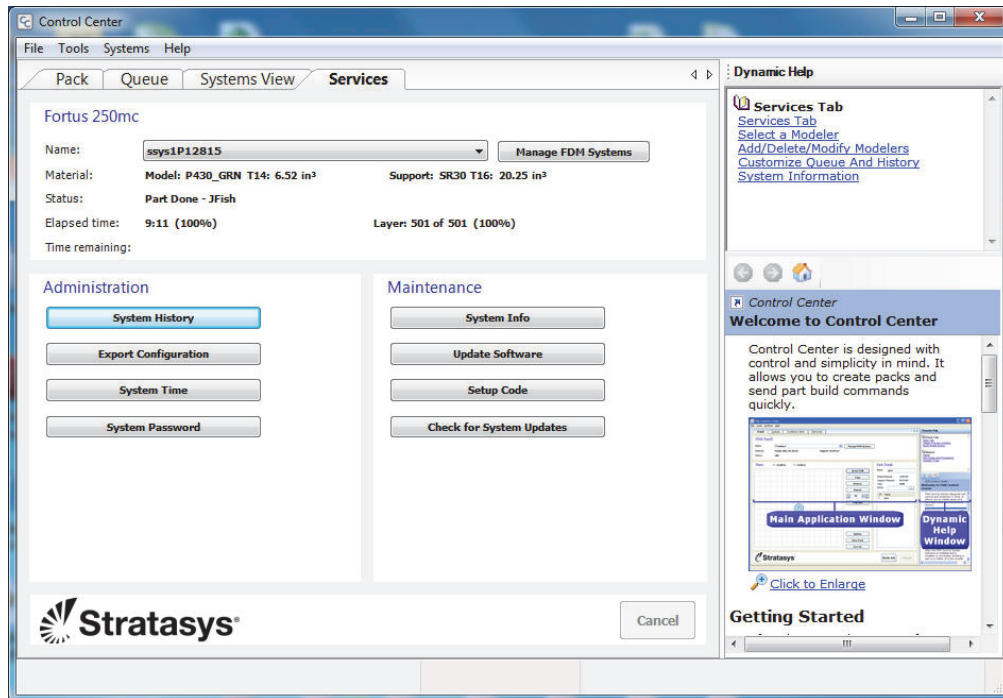 Control Center
File Tools Systems Help
Pack Queue Systems View Services
Fortus 250mc
Name: ssys1P12815 Manage FDM Systems
Material: Model: P430_GRN T14: 6.52 in³ Support: SR30 T16: 20.25 in³
Status: Part Done - JFish
Elapsed time: 9:11 (100%) Layer: 501 of 501 (100%)
Time remaining:
Administration
System History
Export Configuration
System Time
System Password
Maintenance
System Info
Update Software
Setup Code
Check for System Updates
Stratasys
Cancel
Dynamic Help
Services Tab
Services Tab
Select a Modeler
Add/Delete/Modify Modelers
Customize Queue And History
System Information
Control Center
Welcome to Control Center
Control Center is designed with
control and simplicity in mind. It
allows you to create packs and
send part build commands
quickly.
Main Application Window
Dynamic
Help
Window
Stratasys
Click to Enlarge
Getting Started